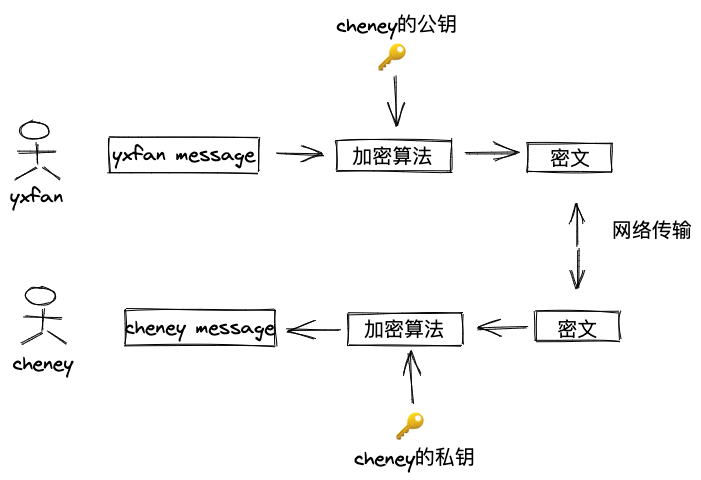 cheney的公钥
yxfan message
加密算法
密文
yxfan
网络传输
cheney message
加密算法
密文
cheney
cheney的私钥